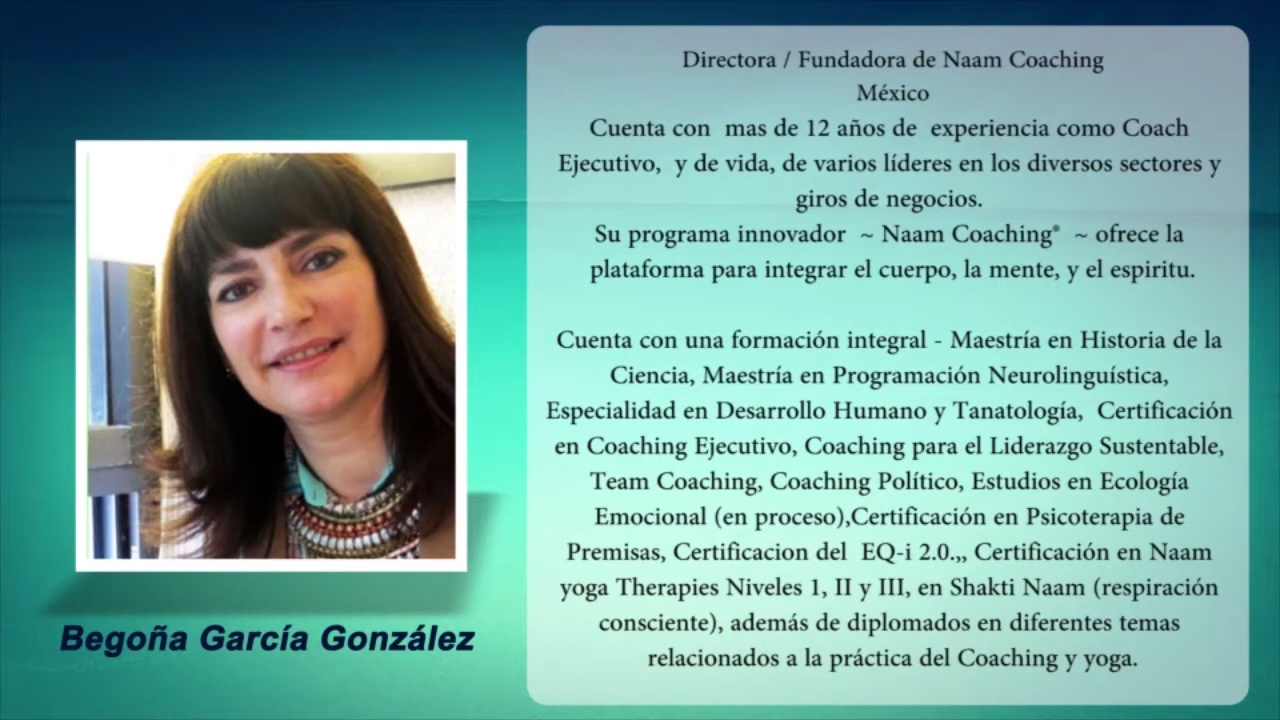 Directora / Fundadora de Naam Coaching
México
Cuenta con  mas de 12 años de  experiencia como Coach
Ejecutivo,  y de vida, de varios líderes en los diversos sectores y
giros de negocios.
Su programa innovador  ~ Naam Coaching®  ~ ofrece la
plataforma para integrar el cuerpo, la mente, y el espiritu.
Cuenta con una formación integral - Maestría en Historia de la
Ciencia, Maestría en Programación Neurolinguística,
Especialidad en Desarrollo Humano y Tanatología,  Certificación
en Coaching Ejecutivo, Coaching para el Liderazgo Sustentable,
Team Coaching, Coaching Político, Estudios en Ecología
Emocional (en proceso),Certificación en Psicoterapia de
Premisas, Certificacion del  EQ-i 2.0.,, Certificación en Naam
yoga Therapies Niveles 1, II y III, en Shakti Naam (respiración
consciente), además de diplomados en diferentes temas
relacionados a la práctica del Coaching y yoga.
Begoña García González